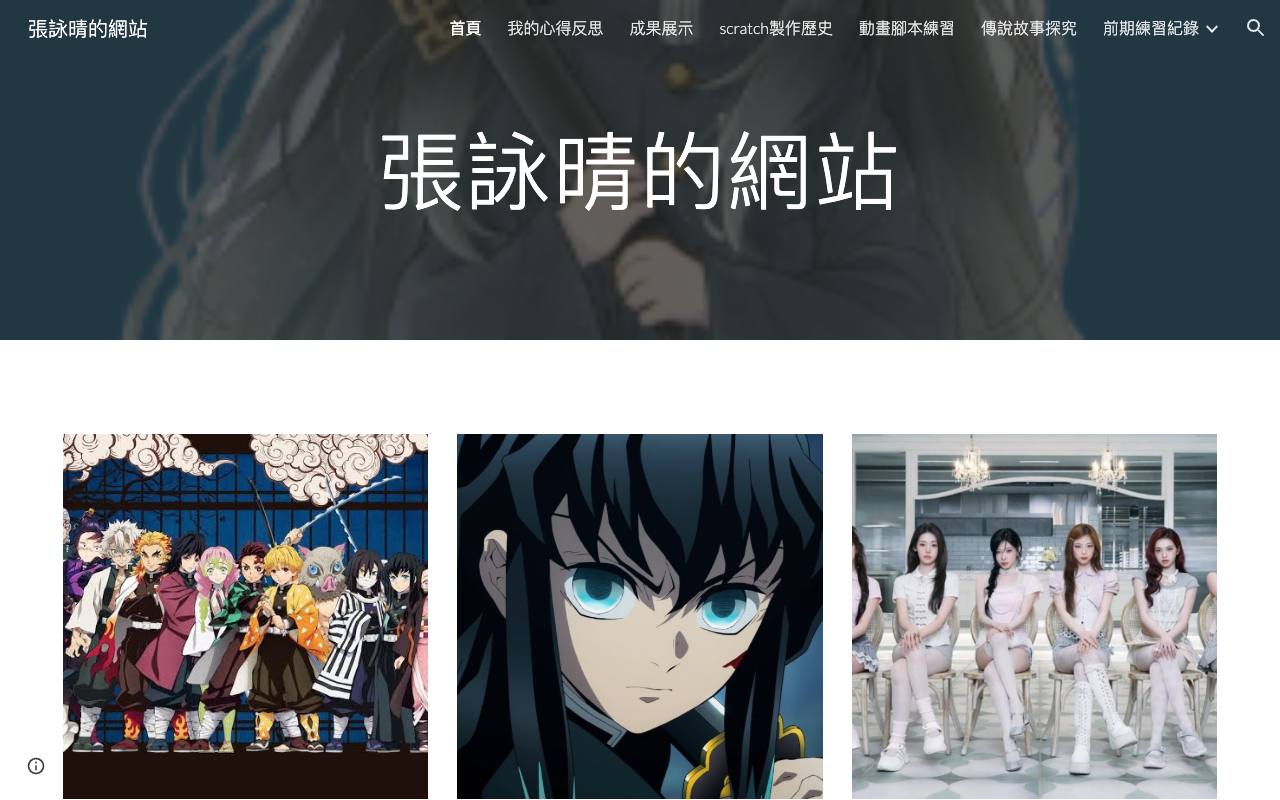 張詠晴的網站
首頁
我的心得反思
成果展示
scratch製作歷史
動畫腳本練習
傳說故事探究
前期練習紀錄
張詠晴的網站